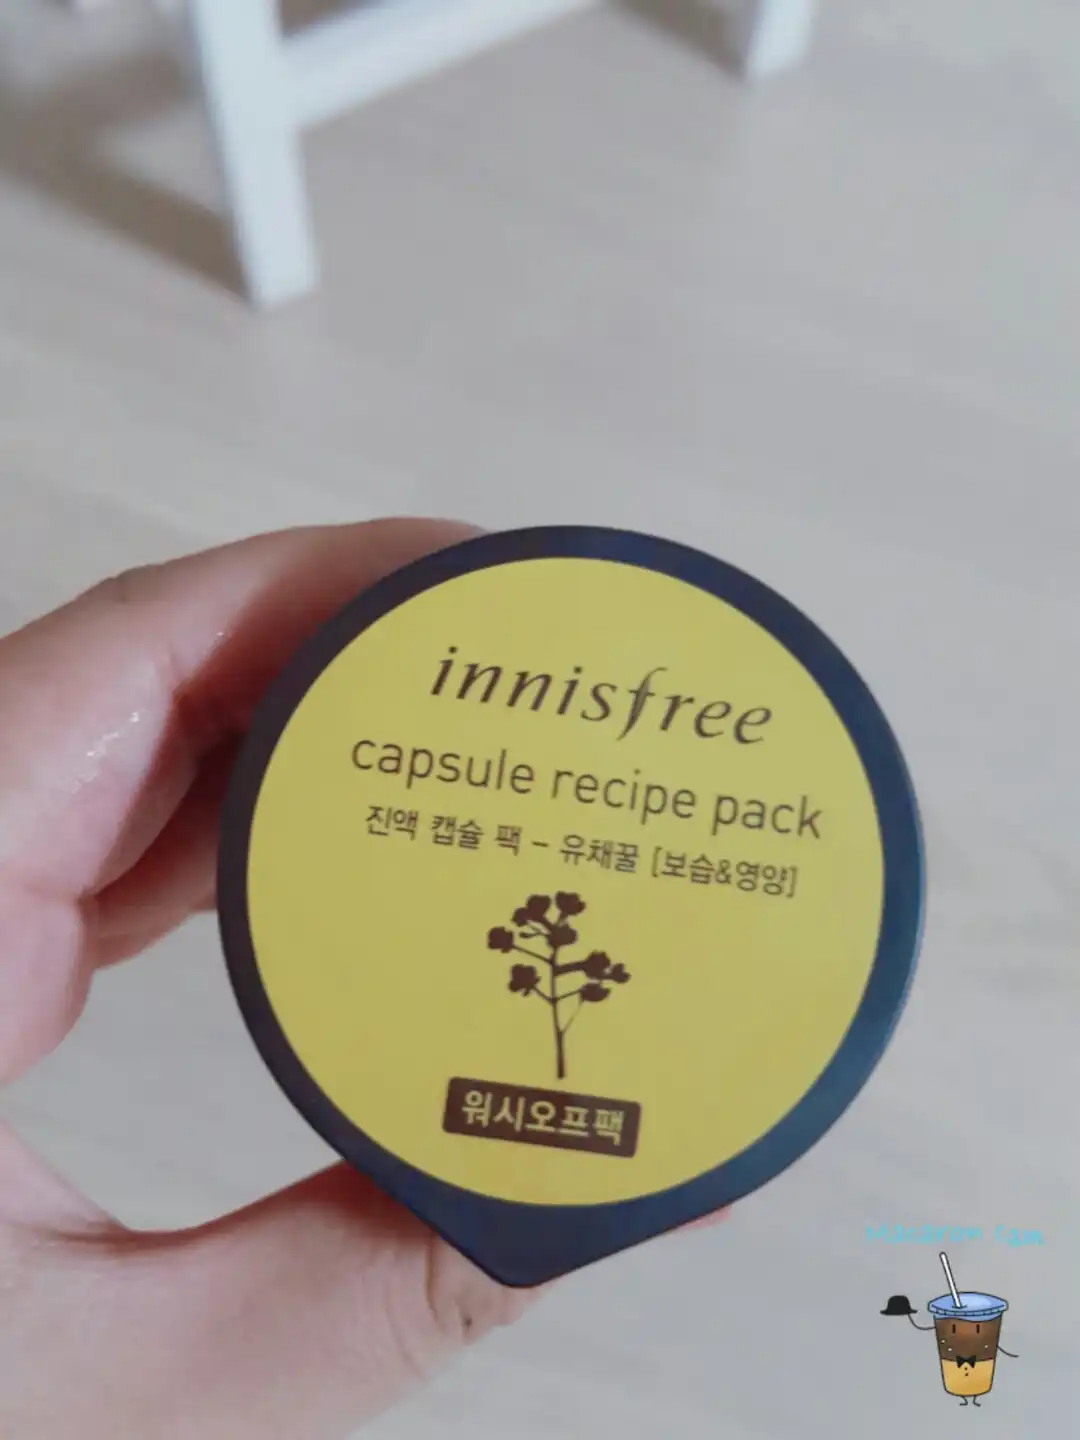 innisfree
capsule recipe pack
진액 캡슐 팩 - 유채꿀 [보습&영양]
워시오프팩
Macaron Cam